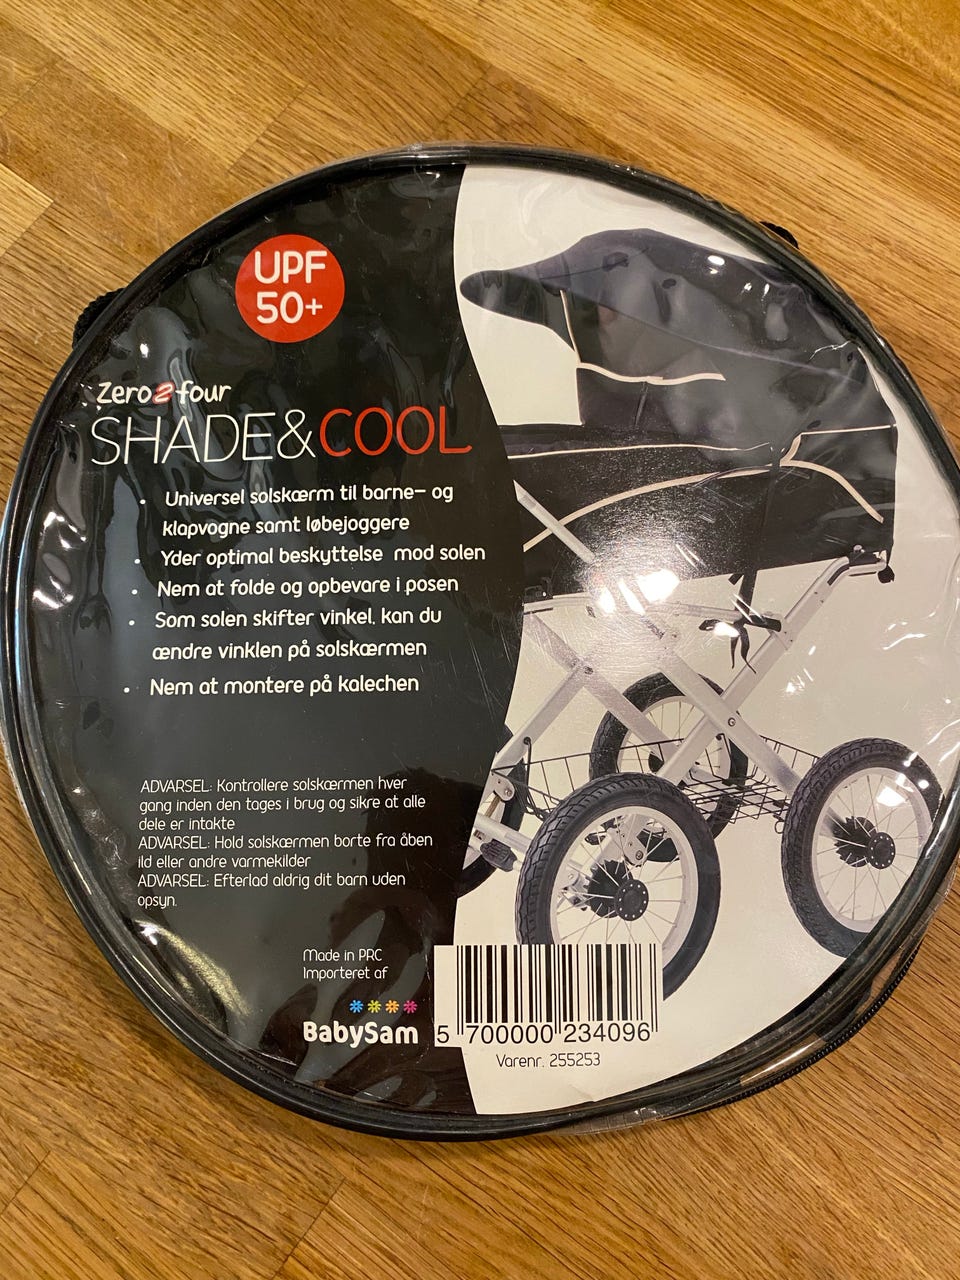 UPF
50+
Zero2four
SHADE&COOL
• Universel solskærm til barne- og
klapvogne samt løbejoggere
• Yder optimal beskyttelse mod solen
• Nem at folde og opbevare i posen
• Som solen skifter vinkel, kan du
ændre vinklen på solskærmen
• Nem at montere på kalechen
ADVARSEL: Kontrollere solskærmen hver
gang inden den tages i brug og sikre at alle
dele er intakte
ADVARSEL: Hold solskærmen borte fra åben
ild eller andre varmekilder
ADVARSEL: Efterlad aldrig dit barn uden
opsyn.
Made in PRC
Importeret af
BabySam
5 700000 234096
Varenr. 255253